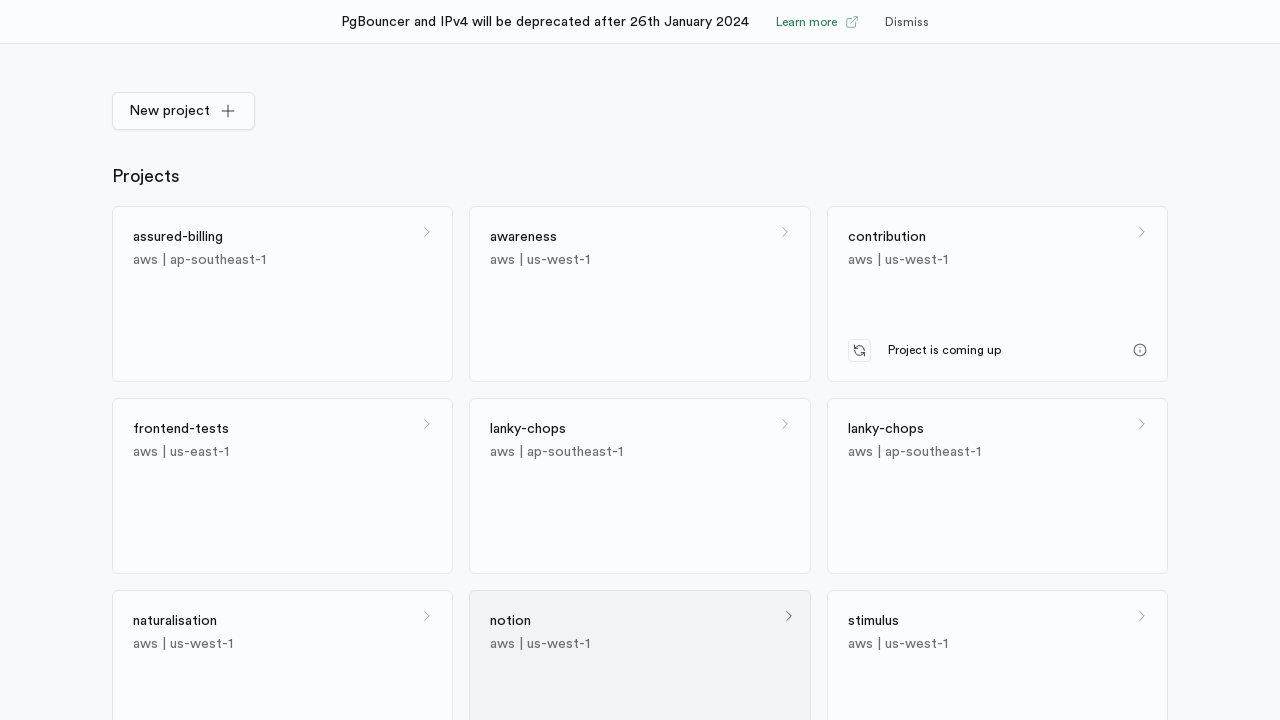 PgBouncer and IPv4 will be deprecated after 26th January 2024
Learn more
Dismiss
New project
Projects
assured-billing
aws | ap-southeast-1
awareness
aws | us-west-1
contribution
aws | us-west-1
Project is coming up
frontend-tests
aws | us-east-1
lanky-chops
aws | ap-southeast-1
lanky-chops
aws | ap-southeast-1
naturalisation
aws | us-west-1
notion
aws | us-west-1
stimulus
aws | us-west-1